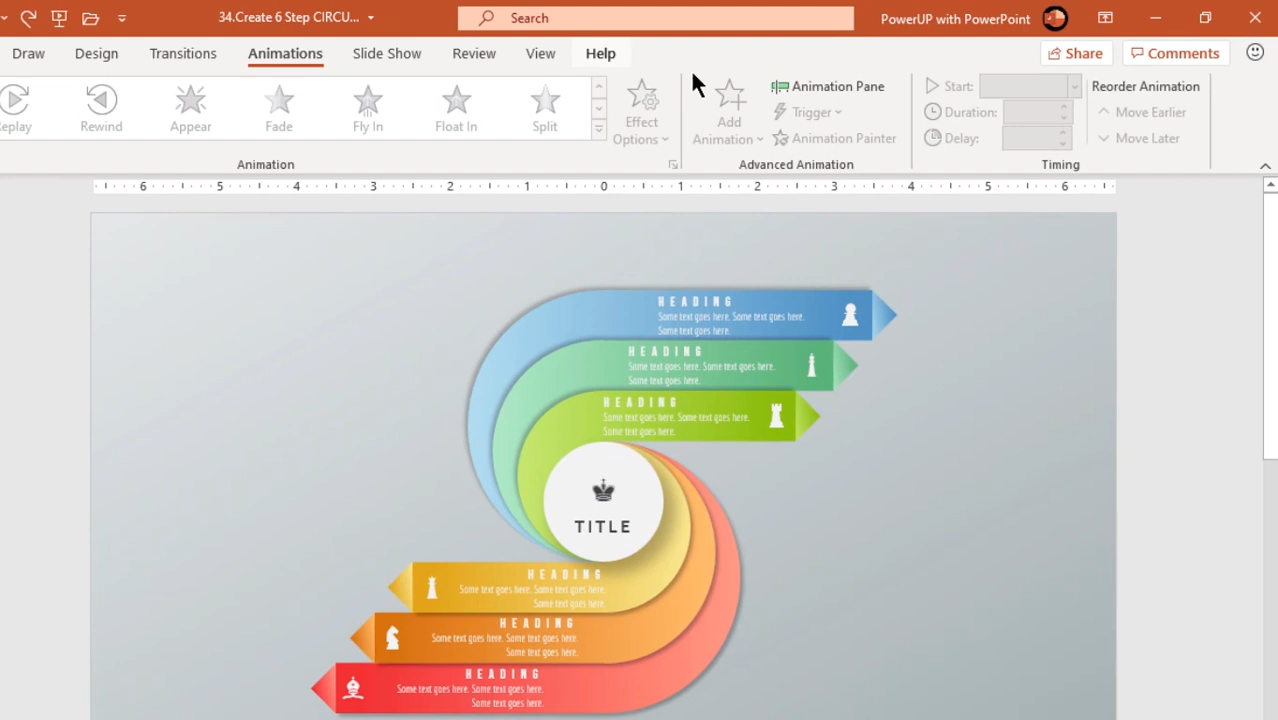 34.Create 6 Step CIRCU...
Search
PowerUP with PowerPoint
Draw
Design
Transitions
Animations
Slide Show
Review
View
Help
Share
Comments
Rewind
Appear
Fade
Fly In
Float In
Split
Effect
Options
Add
Animation
Animation Pane
Trigger
Animation Painter
Start:
Duration:
Delay:
Reorder Animation
Move Earlier
Move Later
Animation
Advanced Animation
Timing
6 5 4 3 2 1 0 1 2 3 4 5 6
HEADING
Some text goes here. Some text goes here.
Some text goes here.
HEADING
Some text goes here. Some text goes here.
Some text goes here.
HEADING
Some text goes here. Some text goes here.
Some text goes here.
TITLE
HEADING
Some text goes here. Some text goes here.
Some text goes here.
HEADING
Some text goes here. Some text goes here.
Some text goes here.
HEADING
Some text goes here. Some text goes here.
Some text goes here.